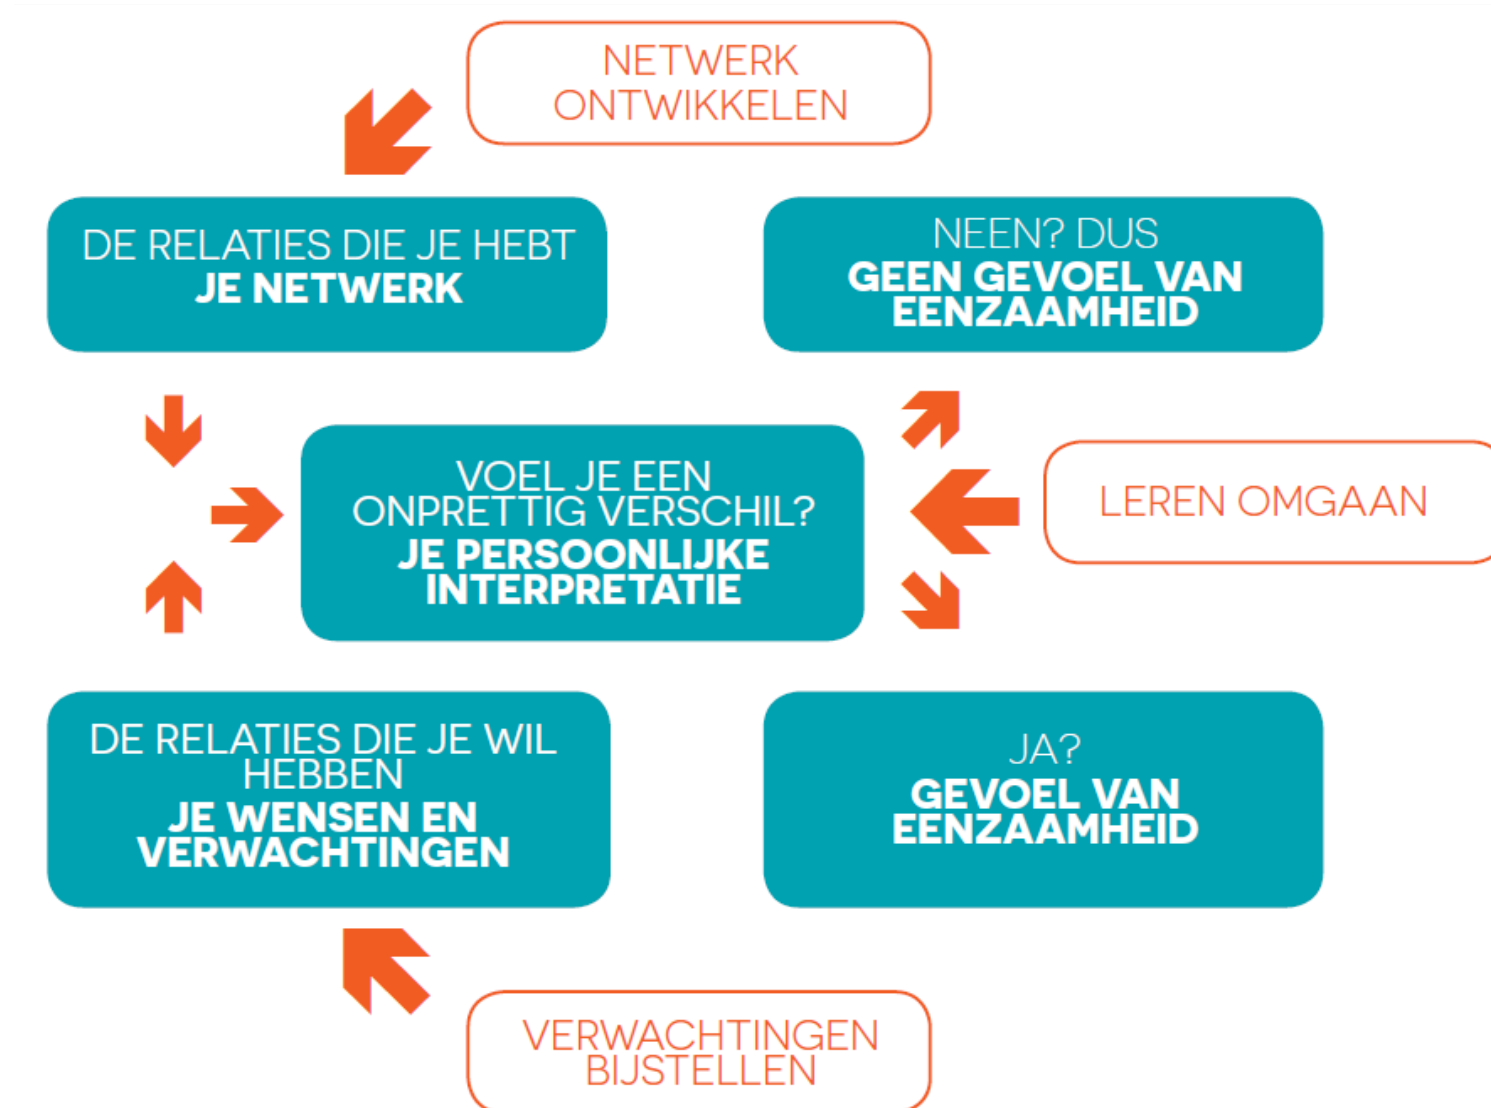 NETWERK
ONTWIKKELEN
DE RELATIES DIE JE HEBT
JE NETWERK
NEEN? DUS
GEEN GEVOEL VAN
EENZAAMHEID
VOEL JE EEN
ONPRETTIG VERSCHIL?
JE PERSOONLIJKE
INTERPRETATIE
LEREN OMGAAN
DE RELATIES DIE JE WIL
HEBBEN
JE WENSEN EN
VERWACHTINGEN
JA?
GEVOEL VAN
EENZAAMHEID
VERWACHTINGEN
BIJSTELLEN